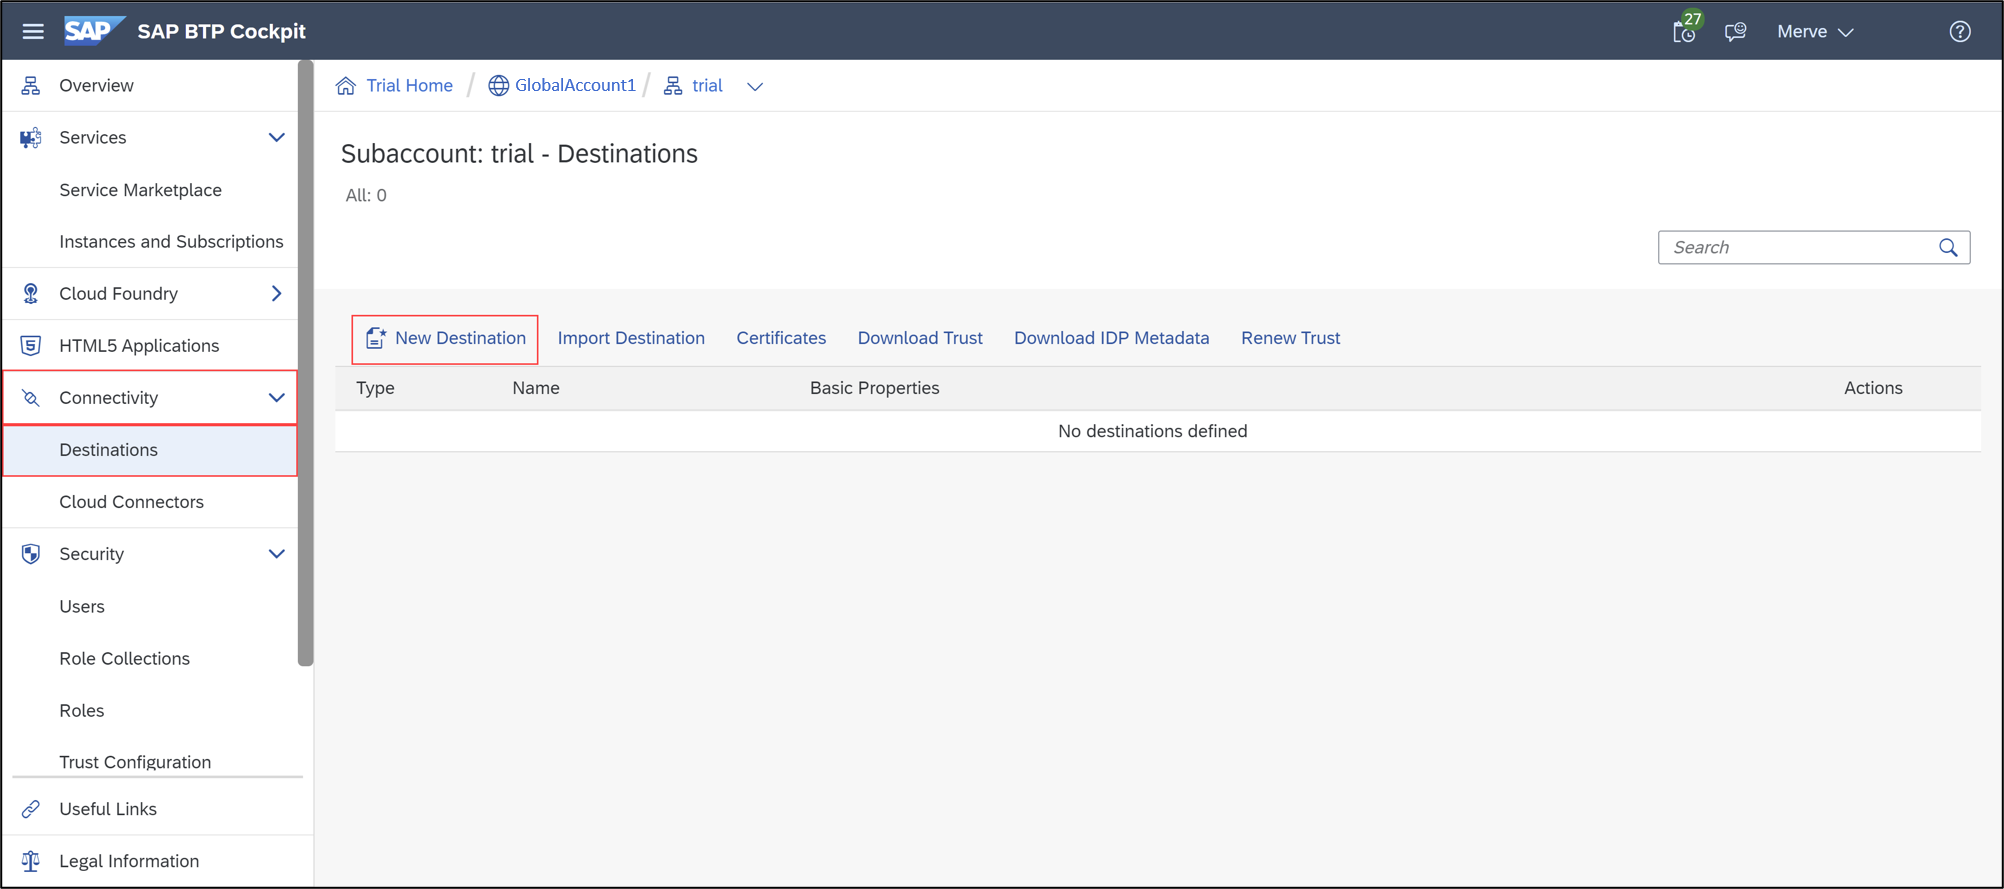 SAP SAP BTP Cockpit
27
Merve
?
Overview
Services
Service Marketplace
Instances and Subscriptions
Cloud Foundry
5 HTML5 Applications
Connectivity
Destinations
Cloud Connectors
Security
Users
Role Collections
Roles
Trust Configuration
Useful Links
Legal Information
Trial Home / GlobalAccount1 / trial
Subaccount: trial - Destinations
All: 0
Search
New Destination Import Destination Certificates Download Trust Download IDP Metadata Renew Trust
Type Name Basic Properties Actions
No destinations defined